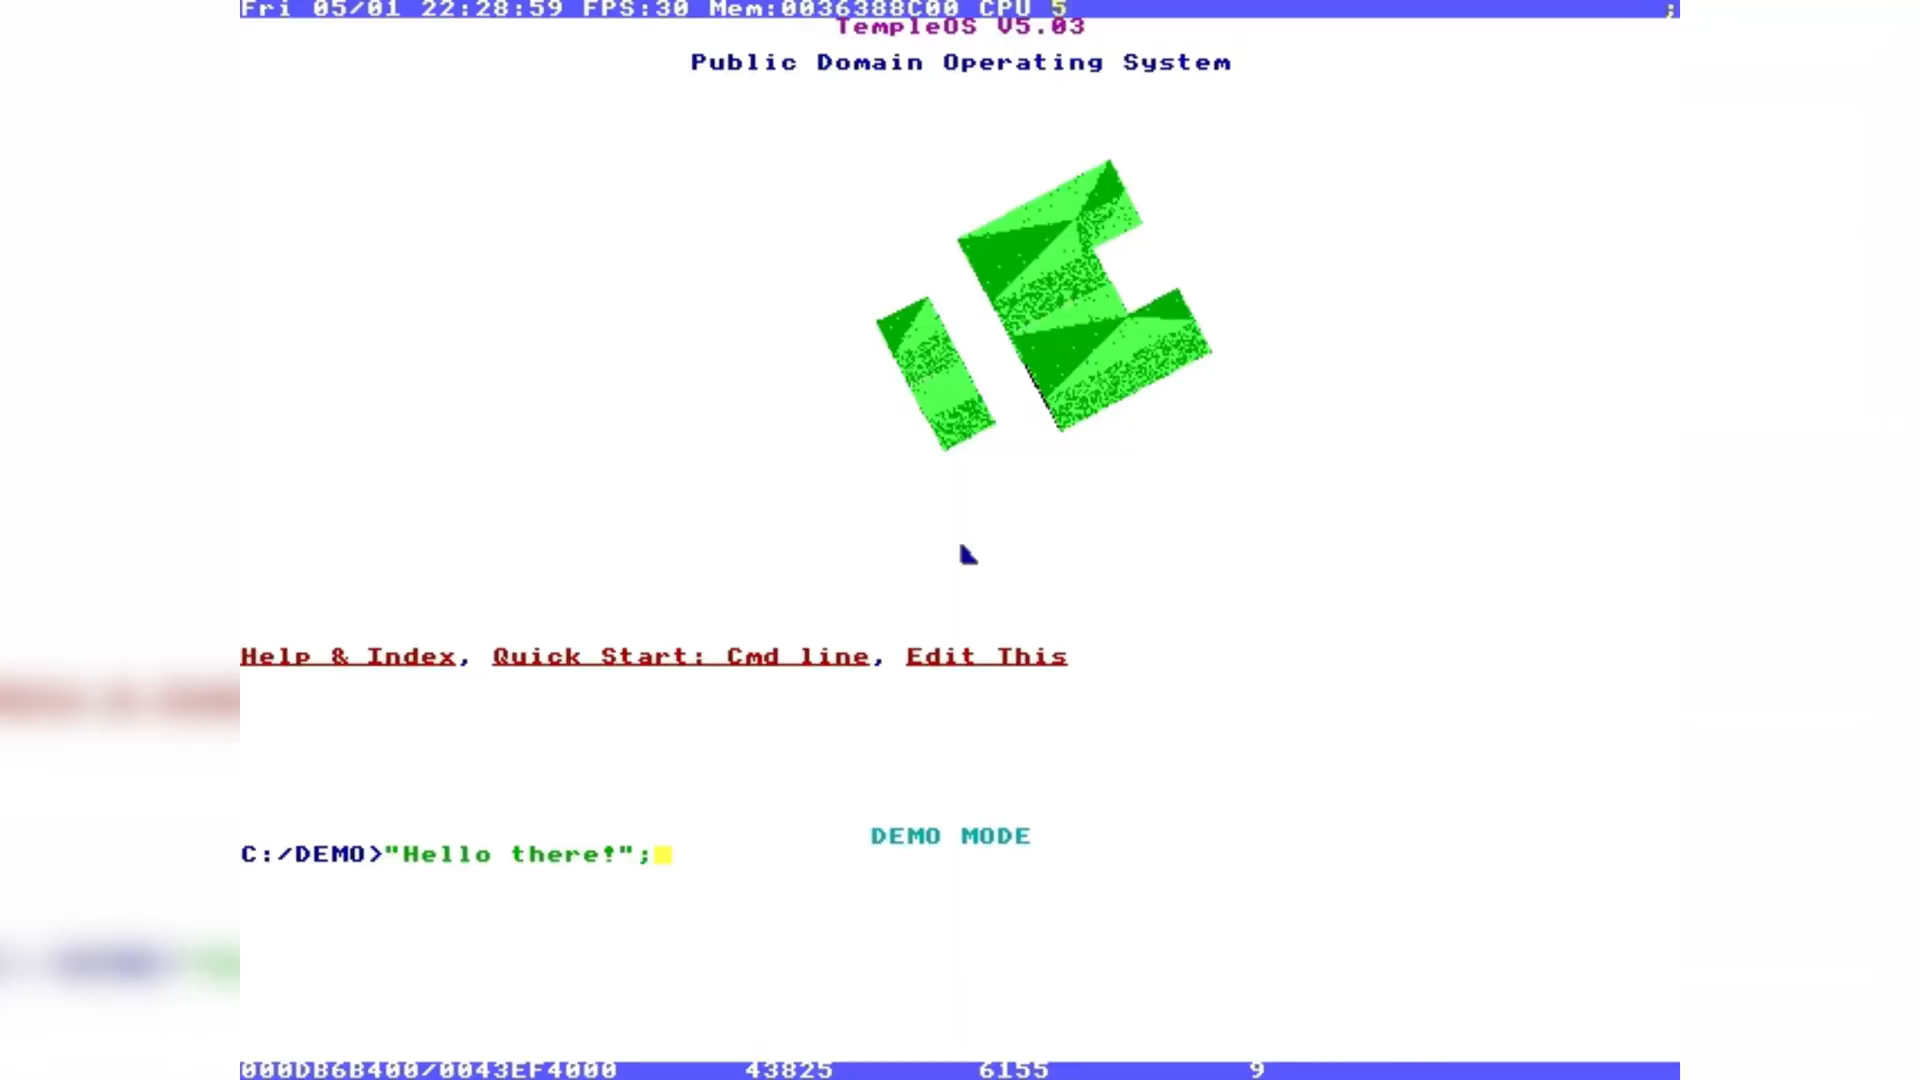 Fri 05/01 22:28:59 FPS:30 Mem:0036388C00 CPU 5 ;
TempleOS V5.03
Public Domain Operating System
Help & Index, Quick Start: Cmd line, Edit This
DEMO MODE
C:/DEMO>"Hello there!";
000DB6B400/0043EF4000 43825 6155 9